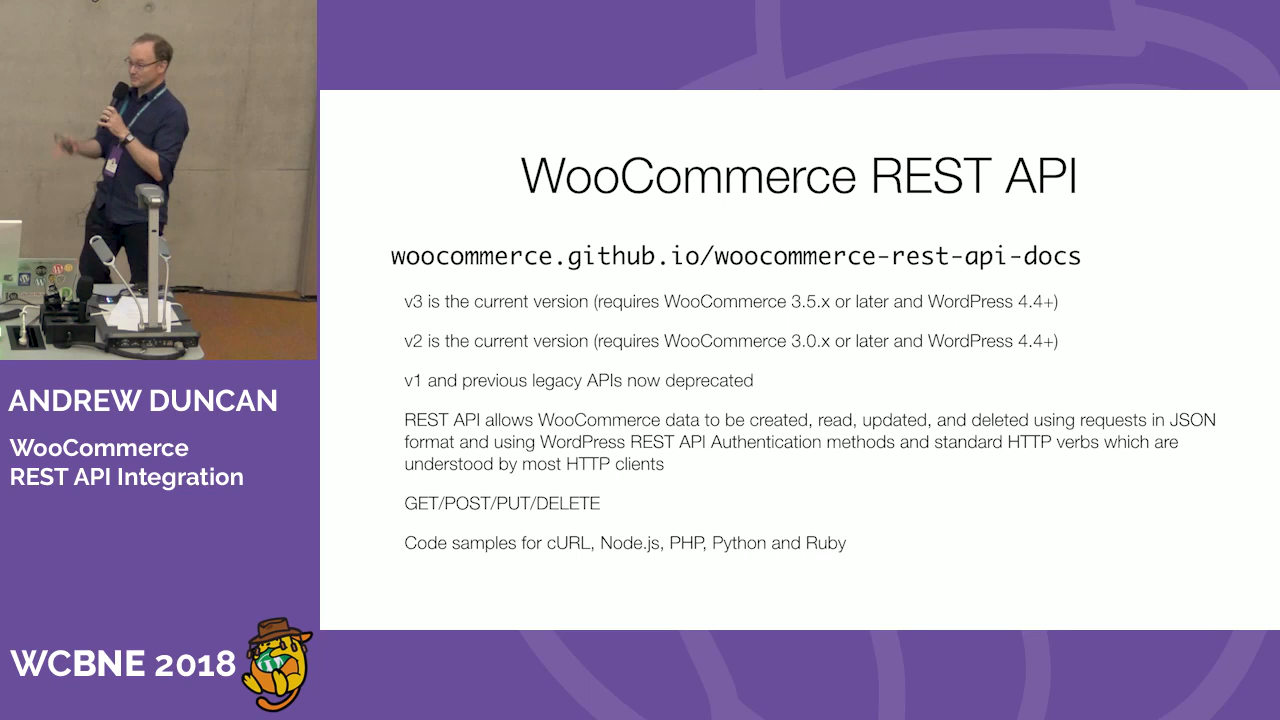 WooCommerce REST API
woocommerce.github.io/woocommerce-rest-api-docs
v3 is the current version (requires WooCommerce 3.5.x or later and WordPress 4.4+)
v2 is the current version (requires WooCommerce 3.0.x or later and WordPress 4.4+)
v1 and previous legacy APIs now deprecated
REST API allows WooCommerce data to be created, read, updated, and deleted using requests in JSON
format and using WordPress REST API Authentication methods and standard HTTP verbs which are
understood by most HTTP clients
GET/POST/PUT/DELETE
Code samples for cURL, Node.js, PHP, Python and Ruby
ANDREW DUNCAN
WooCommerce
REST API Integration
WCBNE 2018